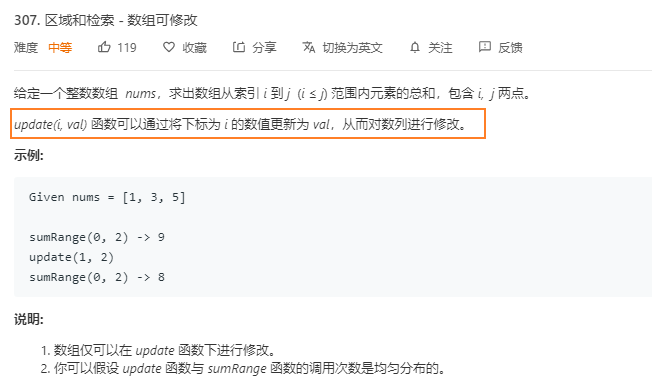 307. 区域和检索 - 数组可修改
难度 中等 119 收藏 分享 切换为英文 关注 反馈
给定一个整数数组 nums，求出数组从索引 i 到 j (i ≤ j) 范围内元素的总和，包含 i, j 两点。
update(i, val) 函数可以通过将下标为 i 的数值更新为 val，从而对数列进行修改。
示例:
Given nums = [1, 3, 5]
sumRange(0, 2) -> 9
update(1, 2)
sumRange(0, 2) -> 8
说明:
1. 数组仅可以在 update 函数下进行修改。
2. 你可以假设 update 函数与 sumRange 函数的调用次数是均匀分布的。